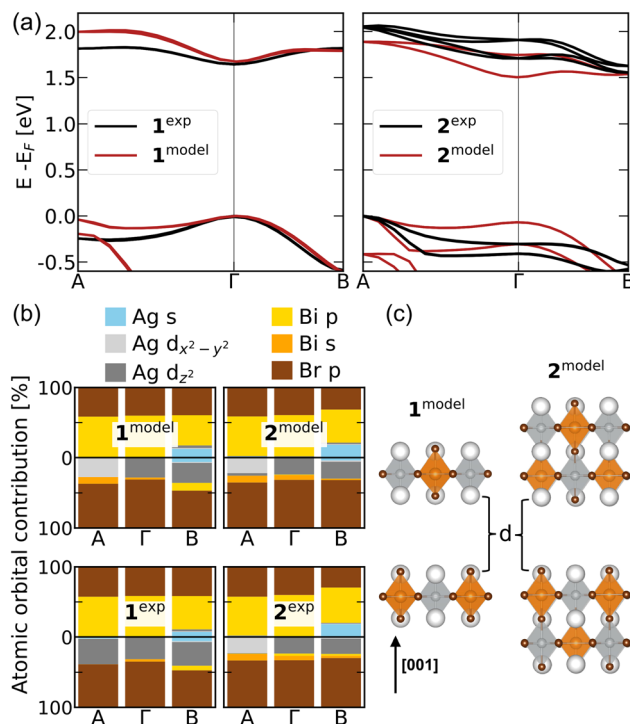 (a)
E -E_F [eV]
2.0
1.5
1.0
0.5
0.0
-0.5
1^exp
1^model
2^exp
2^model
A Γ B
A Γ B
(b)
Ag s
Bi p
Ag d_{x²−y²}
Bi s
Ag d_{z²}
Br p
Atomic orbital contribution [%]
100
0
100
1^model
2^model
A Γ B
A Γ B
100
0
100
1^exp
2^exp
A Γ B
A Γ B
(c)
1^model
2^model
d
[001]